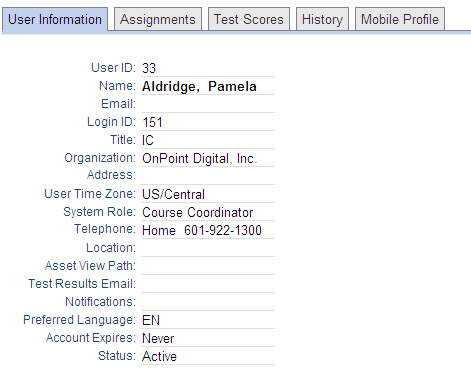 User Information Assignments Test Scores History Mobile Profile
User ID: 33
Name: Aldridge, Pamela
Email:
Login ID: 151
Title: IC
Organization: OnPoint Digital, Inc.
Address:
User Time Zone: US/Central
System Role: Course Coordinator
Telephone: Home 601-922-1300
Location:
Asset View Path:
Test Results Email:
Notifications:
Preferred Language: EN
Account Expires: Never
Status: Active